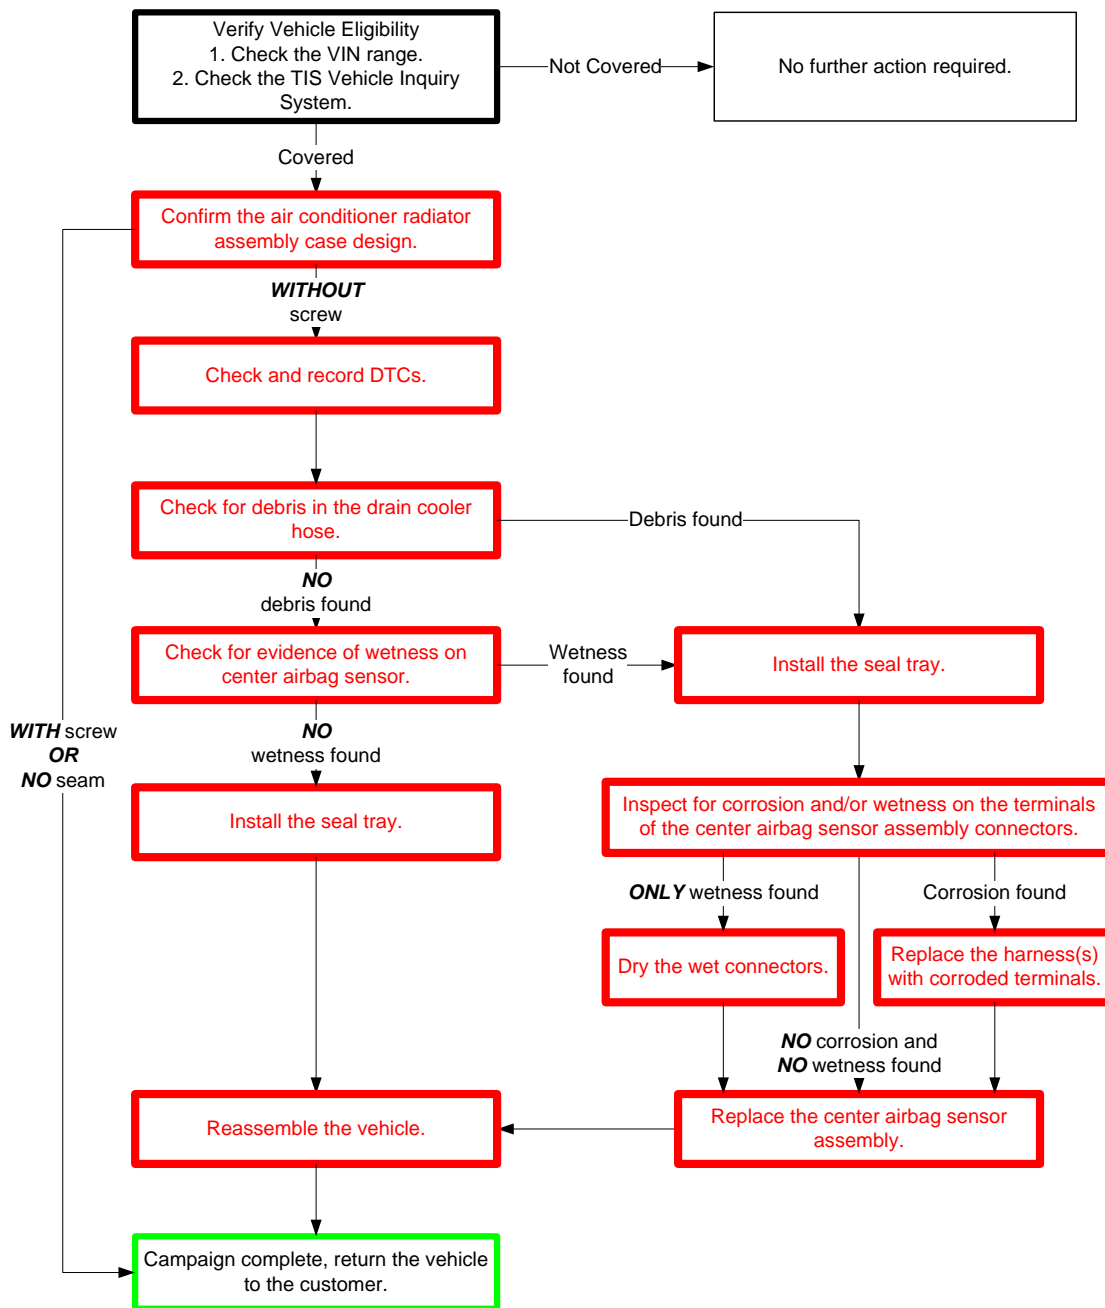 Verify Vehicle Eligibility
1. Check the VIN range.
2. Check the TIS Vehicle Inquiry
System.
Not Covered
No further action required.
Covered
Confirm the air conditioner radiator
assembly case design.
WITHOUT
screw
Check and record DTCs.
Check for debris in the drain cooler
hose.
Debris found
NO
debris found
Check for evidence of wetness on
center airbag sensor.
Wetness
found
Install the seal tray.
WITH screw
OR
NO seam
NO
wetness found
Install the seal tray.
Inspect for corrosion and/or wetness on the terminals
of the center airbag sensor assembly connectors.
ONLY wetness found
Corrosion found
Dry the wet connectors.
Replace the harness(s)
with corroded terminals.
NO corrosion and
NO wetness found
Reassemble the vehicle.
Replace the center airbag sensor
assembly.
Campaign complete, return the vehicle
to the customer.